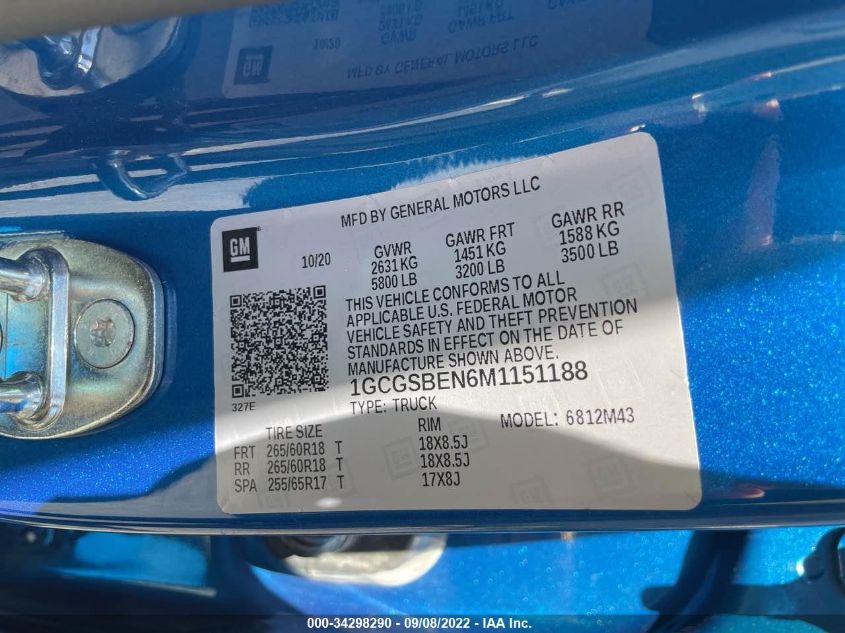 MFD BY GENERAL MOTORS LLC
GM
10/20
GVWR
2631 KG
5800 LB
GAWR FRT
1451 KG
3200 LB
GAWR RR
1588 KG
3500 LB
THIS VEHICLE CONFORMS TO ALL
APPLICABLE U.S. FEDERAL MOTOR
VEHICLE SAFETY AND THEFT PREVENTION
STANDARDS IN EFFECT ON THE DATE OF
MANUFACTURE SHOWN ABOVE.
1GCGSBEN6M1151188
327E
TYPE: TRUCK
MODEL: 6812M43
TIRE SIZE RIM
FRT 265/60R18 T 18X8.5J
RR 265/60R18 T 18X8.5J
SPA 255/65R17 T 17X8J
000-34298290 - 09/08/2022 - IAA Inc.